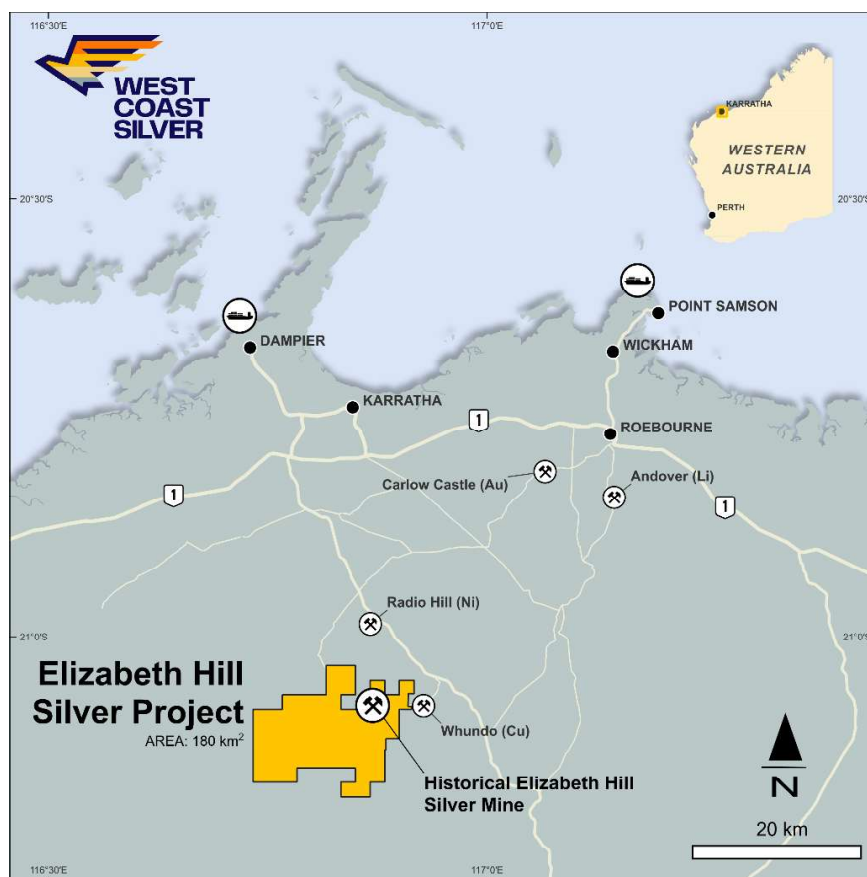 116°30'E
117°0'E
WEST
COAST
SILVER
KARRATHA
WESTERN
AUSTRALIA
PERTH
20°30'S
20°30'S
POINT SAMSON
DAMPIER
WICKHAM
KARRATHA
1
ROEBOURNE
Carlow Castle (Au)
Andover (Li)
1
1
Radio Hill (Ni)
21°0'S
21°0'S
Elizabeth Hill
Silver Project
AREA: 180 km²
Whundo (Cu)
Historical Elizabeth Hill
Silver Mine
N
20 km
116°30'E
117°0'E